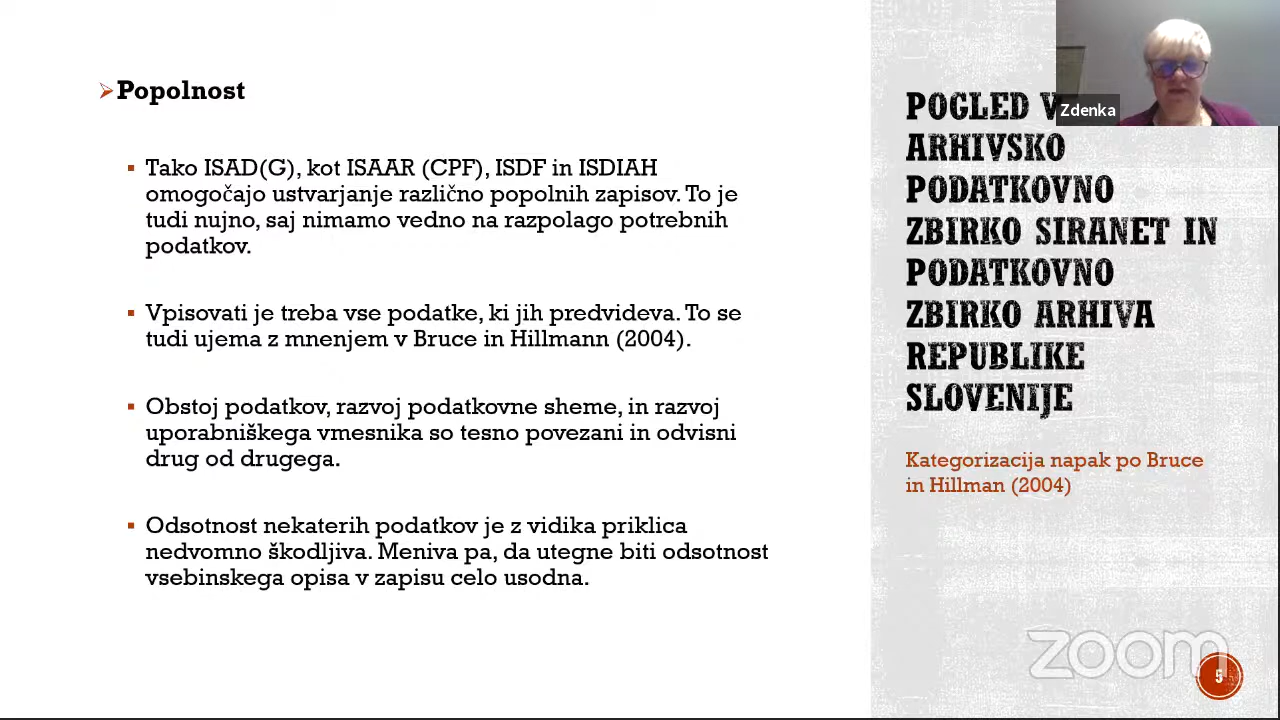 Popolnost
Tako ISAD(G), kot ISAAR (CPF), ISDF in ISDIAH
omogočajo ustvarjanje različno popolnih zapisov. To je
tudi nujno, saj nimamo vedno na razpolago potrebnih
podatkov.
Vpisovati je treba vse podatke, ki jih predvideva. To se
tudi ujema z mnenjem v Bruce in Hillmann (2004).
Obstoj podatkov, razvoj podatkovne sheme, in razvoj
uporabniškega vmesnika so tesno povezani in odvisni
drug od drugega.
Odsotnost nekaterih podatkov je z vidika priklica
nedvomno škodljiva. Meniva pa, da utegne biti odsotnost
vsebinskega opisa v zapisu celo usodna.
POGLED V
ARHIVSKO
PODATKOVNO
ZBIRKO SIRANET IN
PODATKOVNO
ZBIRKO ARHIVA
REPUBLIKE
SLOVENIJE
Kategorizacija napak po Bruce
in Hillman (2004)
Zdenka
zoom
5